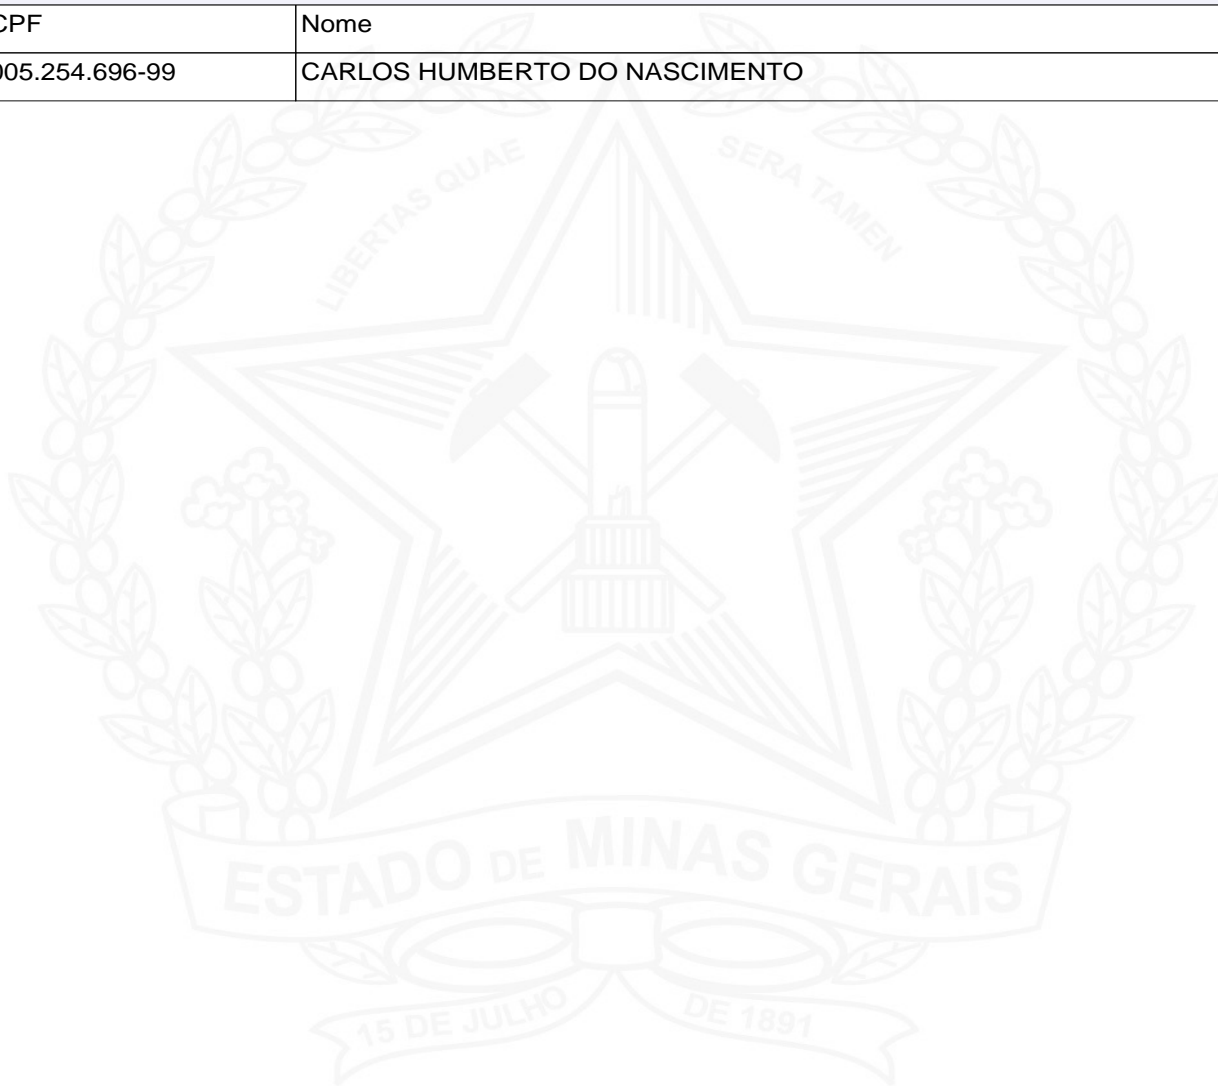 CPF Nome
005.254.696-99 CARLOS HUMBERTO DO NASCIMENTO
LIBERTAS QUAE SERA TAMEN
ESTADO DE MINAS GERAIS
15 DE JULHO DE 1891